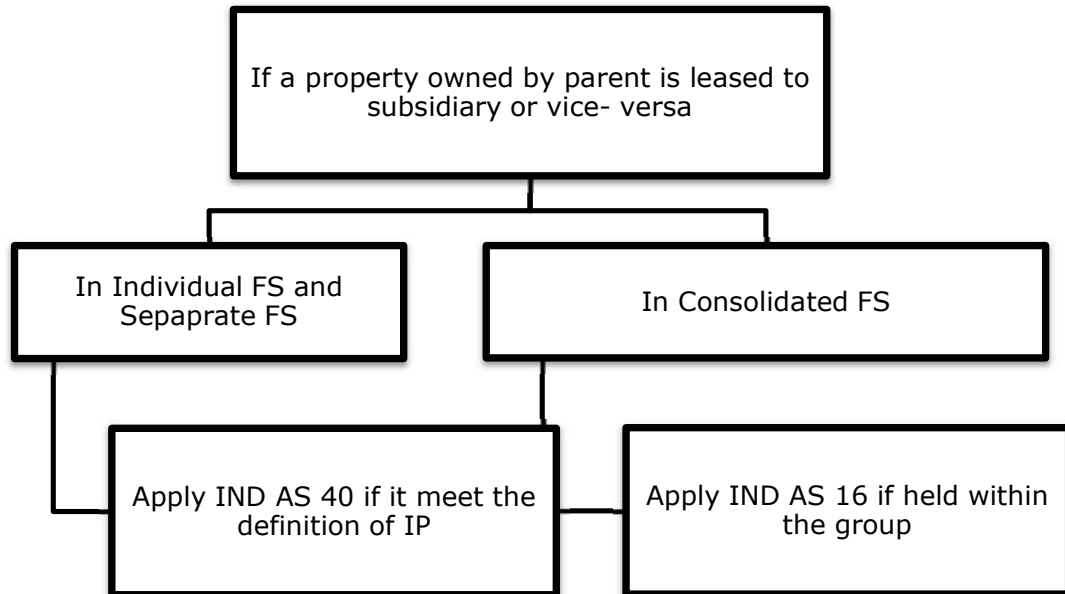 If a property owned by parent is leased to
subsidiary or vice- versa
In Individual FS and
Sepaprate FS
In Consolidated FS
Apply IND AS 40 if it meet the
definition of IP
Apply IND AS 16 if held within
the group